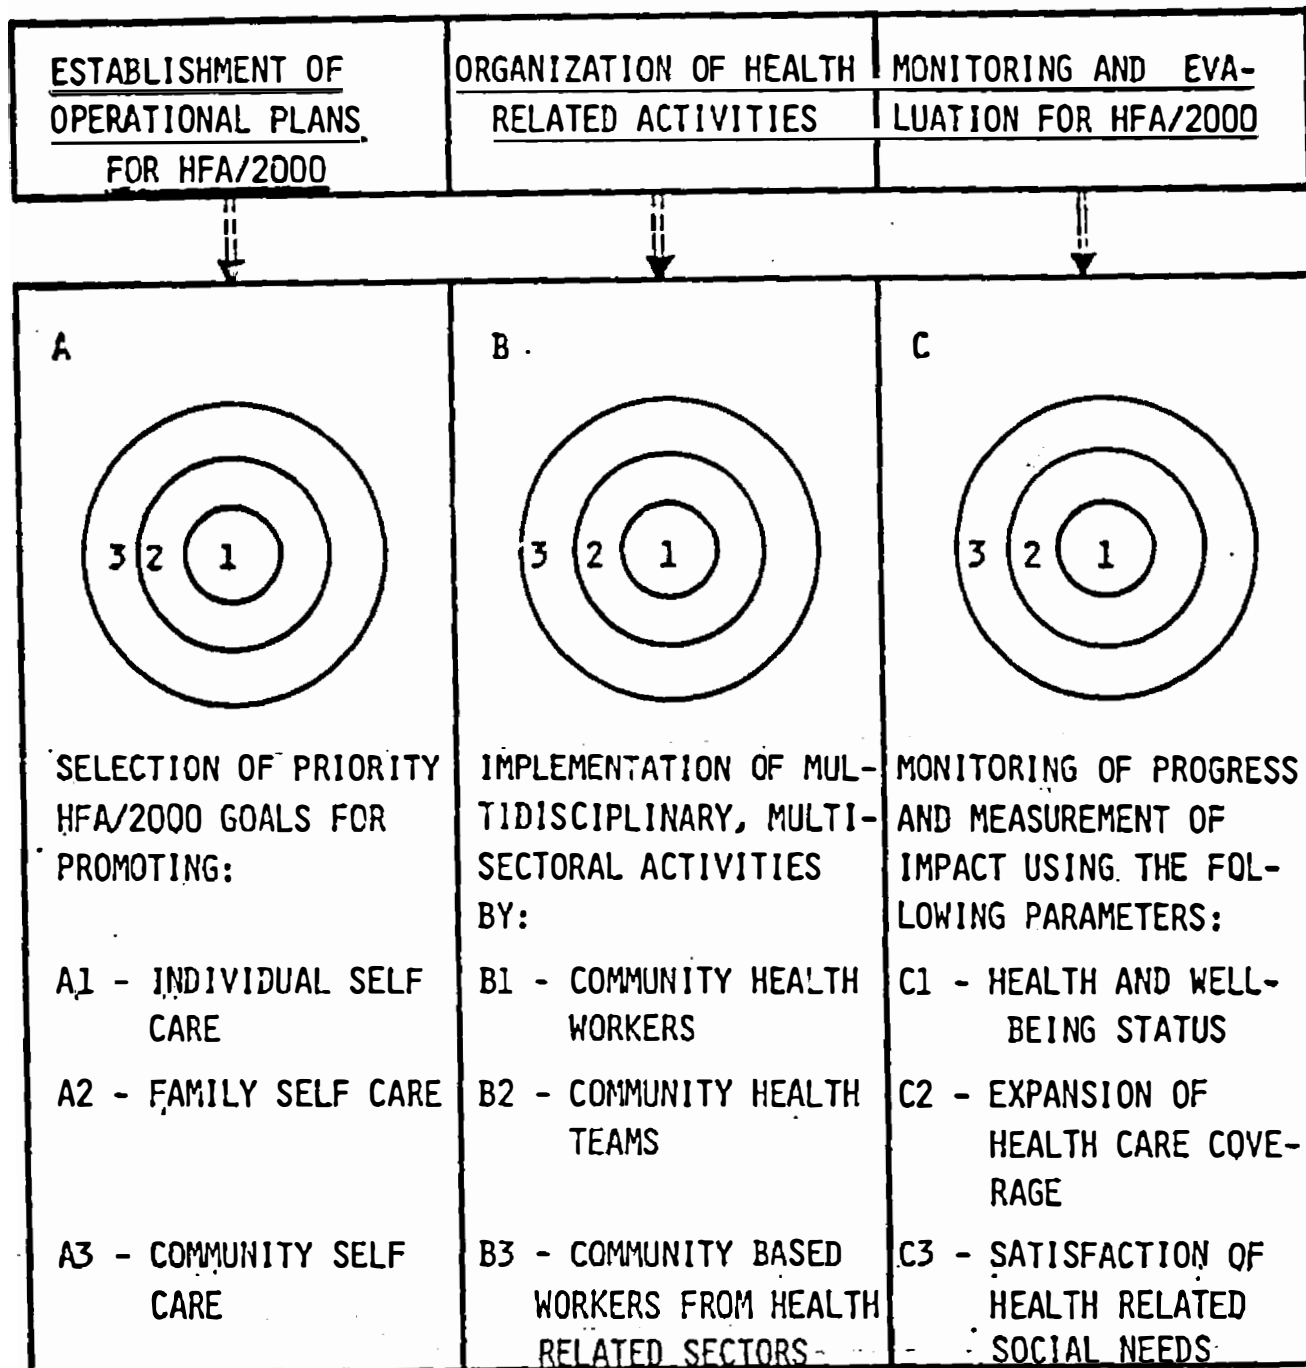 ESTABLISHMENT OF
OPERATIONAL PLANS
FOR HFA/2000
ORGANIZATION OF HEALTH
RELATED ACTIVITIES
MONITORING AND EVA-
LUATION FOR HFA/2000
A
3 2 1
SELECTION OF PRIORITY
HFA/2000 GOALS FOR
PROMOTING:
A1 - INDIVIDUAL SELF
CARE
A2 - FAMILY SELF CARE
A3 - COMMUNITY SELF
CARE
B
3 2 1
IMPLEMENTATION OF MUL-
TIDISCIPLINARY, MULTI-
SECTORAL ACTIVITIES
BY:
B1 - COMMUNITY HEALTH
WORKERS
B2 - COMMUNITY HEALTH
TEAMS
B3 - COMMUNITY BASED
WORKERS FROM HEALTH
RELATED SECTORS
C
3 2 1
MONITORING OF PROGRESS
AND MEASUREMENT OF
IMPACT USING THE FOL-
LOWING PARAMETERS:
C1 - HEALTH AND WELL-
BEING STATUS
C2 - EXPANSION OF
HEALTH CARE COVE-
RAGE
C3 - SATISFACTION OF
HEALTH RELATED
SOCIAL NEEDS